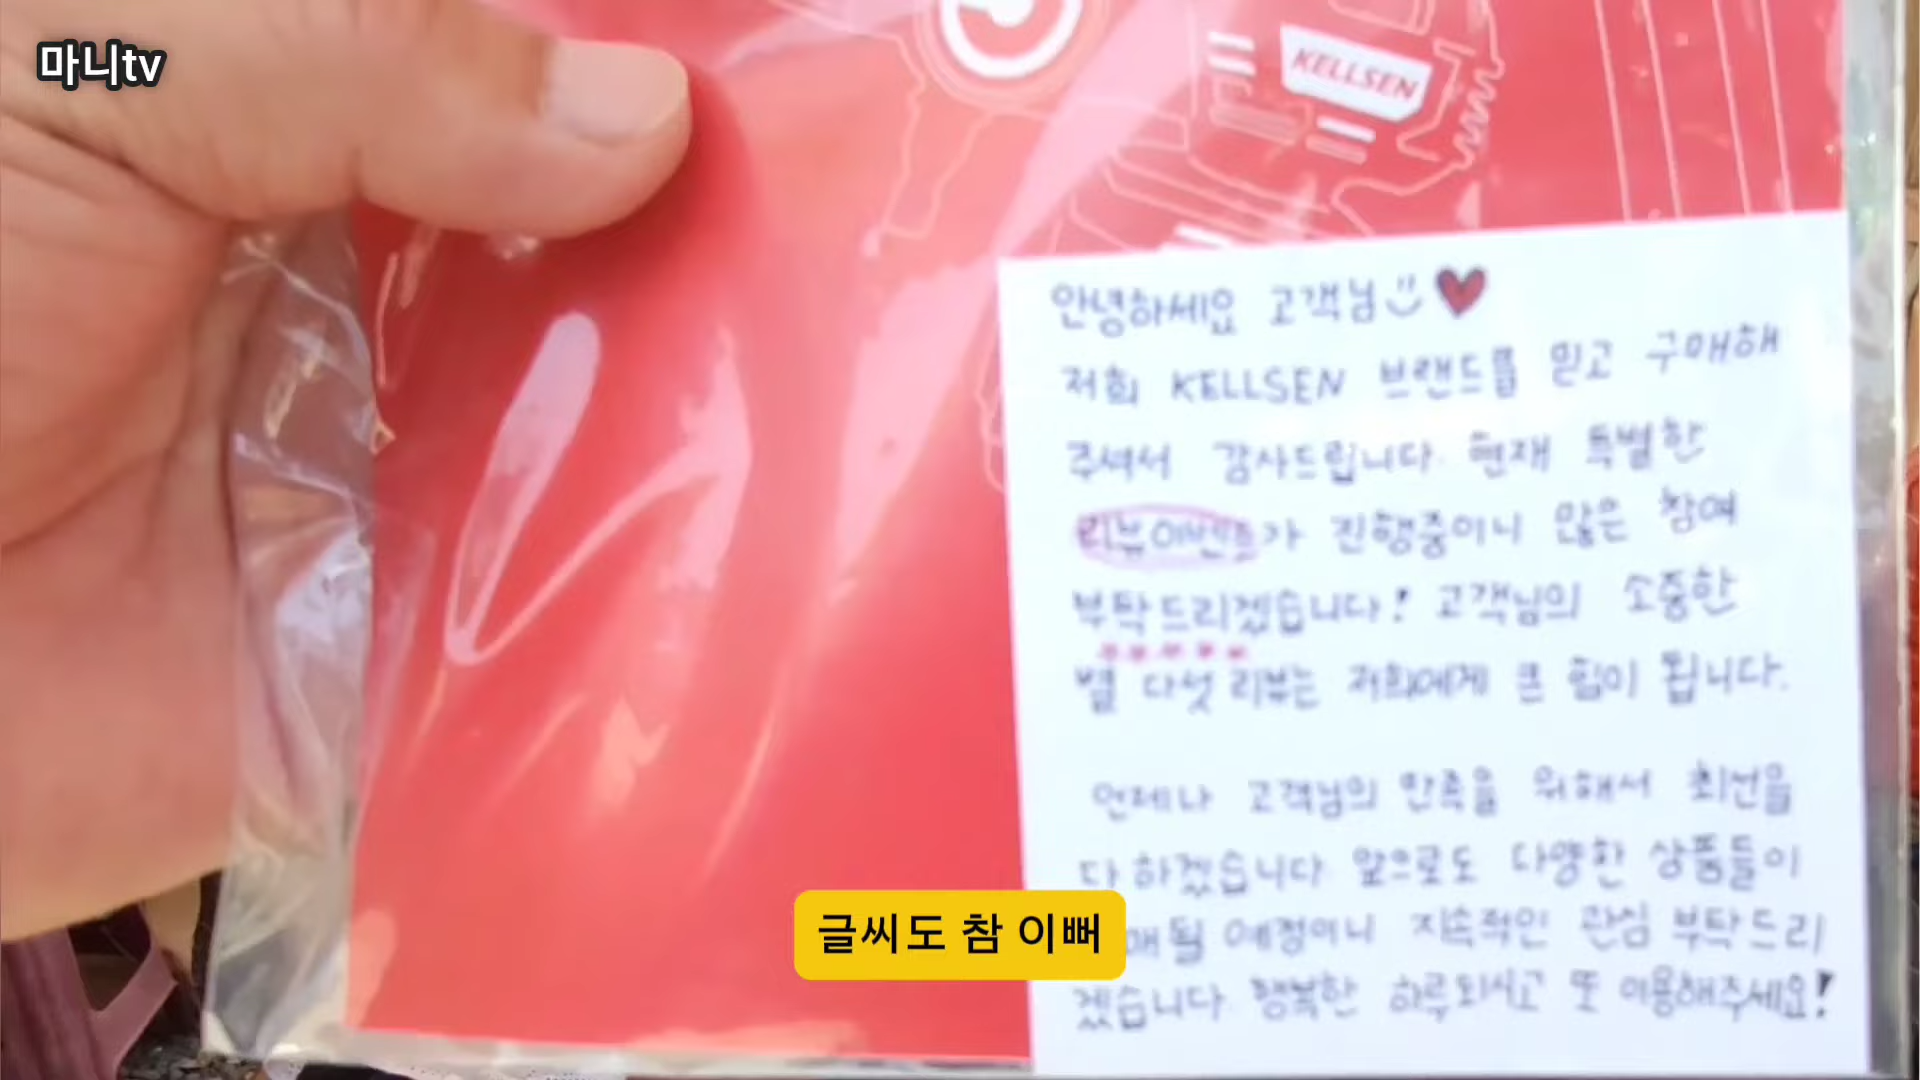 마니tv
KELLSEN
안녕하세요 고객님
저희 KELLSEN 브랜드를 믿고 구매해
주셔서 감사드립니다. 현재 특별한
리뷰이벤트가 진행중이니 많은 참여
부탁드리겠습니다! 고객님의 소중한
별 다섯 리뷰는 저희에게 큰 힘이 됩니다.
언제나 고객님의 만족을 위해서 최선을
다하겠습니다. 앞으로도 다양한 상품들이
예정이니 지속적인 관심 부탁드리
겠습니다. 행복한 하루되시고 또 이용해주세요!
글씨도 참 이뻐